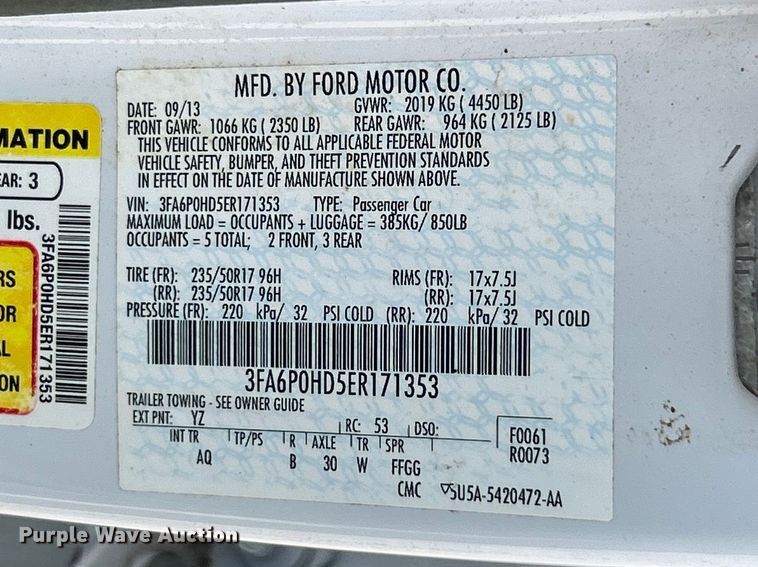 MFD. BY FORD MOTOR CO.
DATE: 09/13 GVWR: 2019 KG ( 4450 LB)
FRONT GAWR: 1066 KG ( 2350 LB) REAR GAWR: 964 KG ( 2125 LB)
THIS VEHICLE CONFORMS TO ALL APPLICABLE FEDERAL MOTOR
VEHICLE SAFETY, BUMPER, AND THEFT PREVENTION STANDARDS
IN EFFECT ON THE DATE OF MANUFACTURE SHOWN ABOVE.
VIN: 3FA6P0HD5ER171353 TYPE: Passenger Car
MAXIMUM LOAD = OCCUPANTS + LUGGAGE = 385KG/ 850LB
OCCUPANTS = 5 TOTAL; 2 FRONT, 3 REAR
TIRE (FR): 235/50R17 96H RIMS (FR): 17x7.5J
(RR): 235/50R17 96H (RR): 17x7.5J
PRESSURE (FR): 220 kPa/ 32 PSI COLD (RR): 220 kPa/ 32 PSI COLD
3FA6P0HD5ER171353
TRAILER TOWING - SEE OWNER GUIDE
EXT PNT: YZ RC: 53 DSO: F0061
R0073
INT TR TP/PS R AXLE TR SPR
AQ B 30 W FFGG
CMC 5U5A-5420472-AA
MATION
EAR: 3
lbs.
RS
OR
AL
S
3FA6P0HD5ER171353
Purple Wave Auction